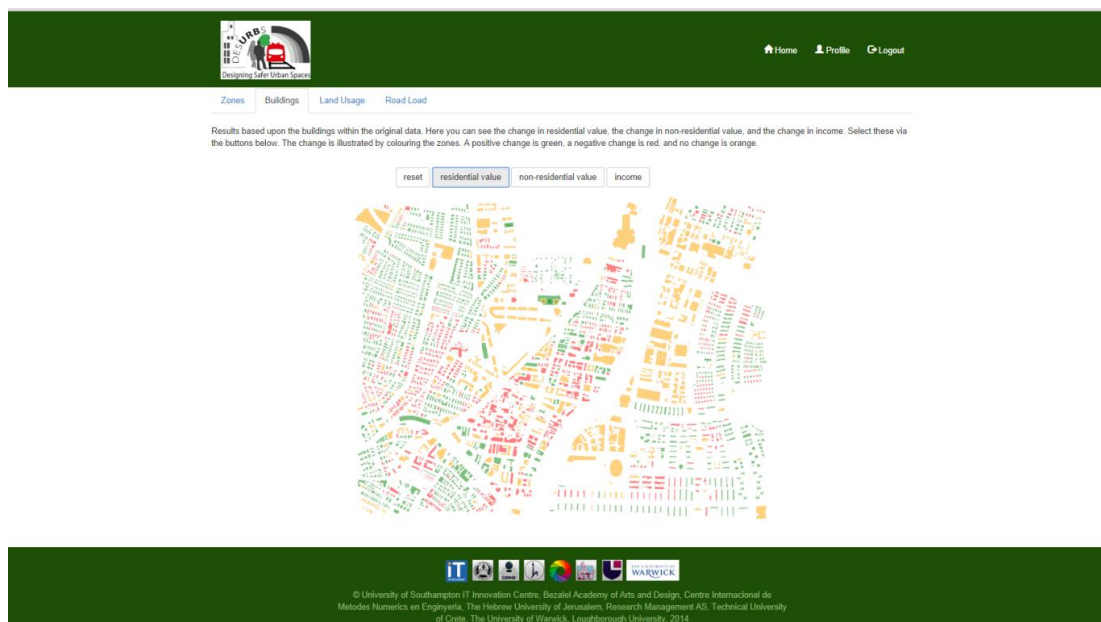 DESURBS
Designing Safer Urban Spaces
Home Profile Logout
Zones Buildings Land Usage Road Load
Results based upon the buildings within the original data. Here you can see the change in residential value, the change in non-residential value, and the change in income. Select these via
the buttons below. The change is illustrated by colouring the zones. A positive change is green, a negative change is red, and no change is orange.
reset residential value non-residential value income
iT
CIMNE
WARWICK
© University of Southampton IT Innovation Centre, Bezalel Academy of Arts and Design, Centre Internacional de
Metodes Numerics en Enginyeria, The Hebrew University of Jerusalem, Research Management AS, Technical University
of Crete, The University of Warwick, Loughborough University, 2014